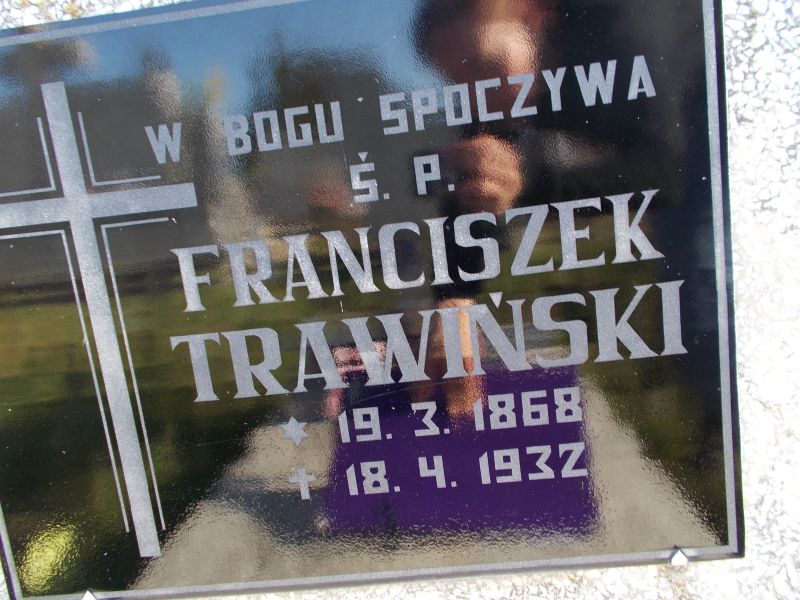 W BOGU SPOCZYWA
Ś. P.
FRANCISZEK
TRAWIŃSKI
19. 3. 1868
18. 4. 1932